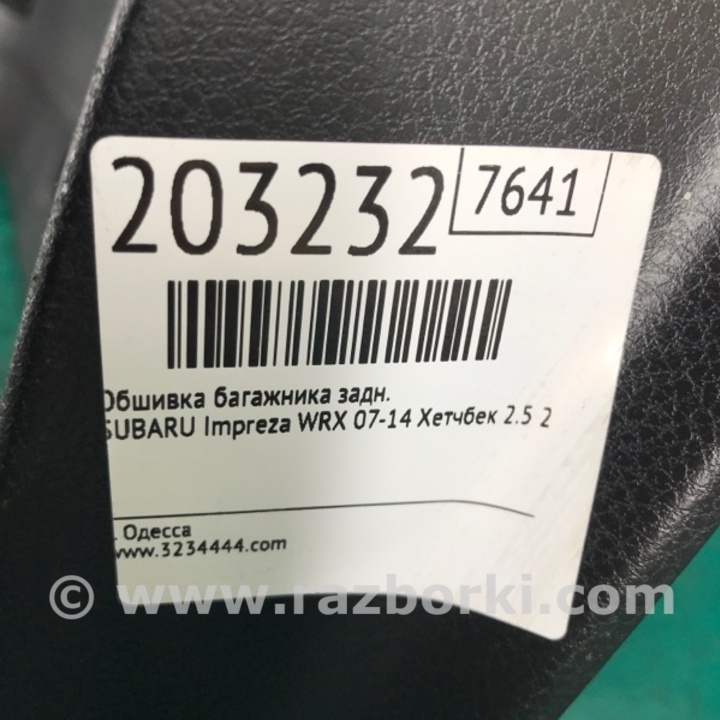 203232 7641
Обшивка багажника задн.
SUBARU Impreza WRX 07-14 Хетчбек 2.5 2
. Одесса
www.3234444.com
© www.razborki.com